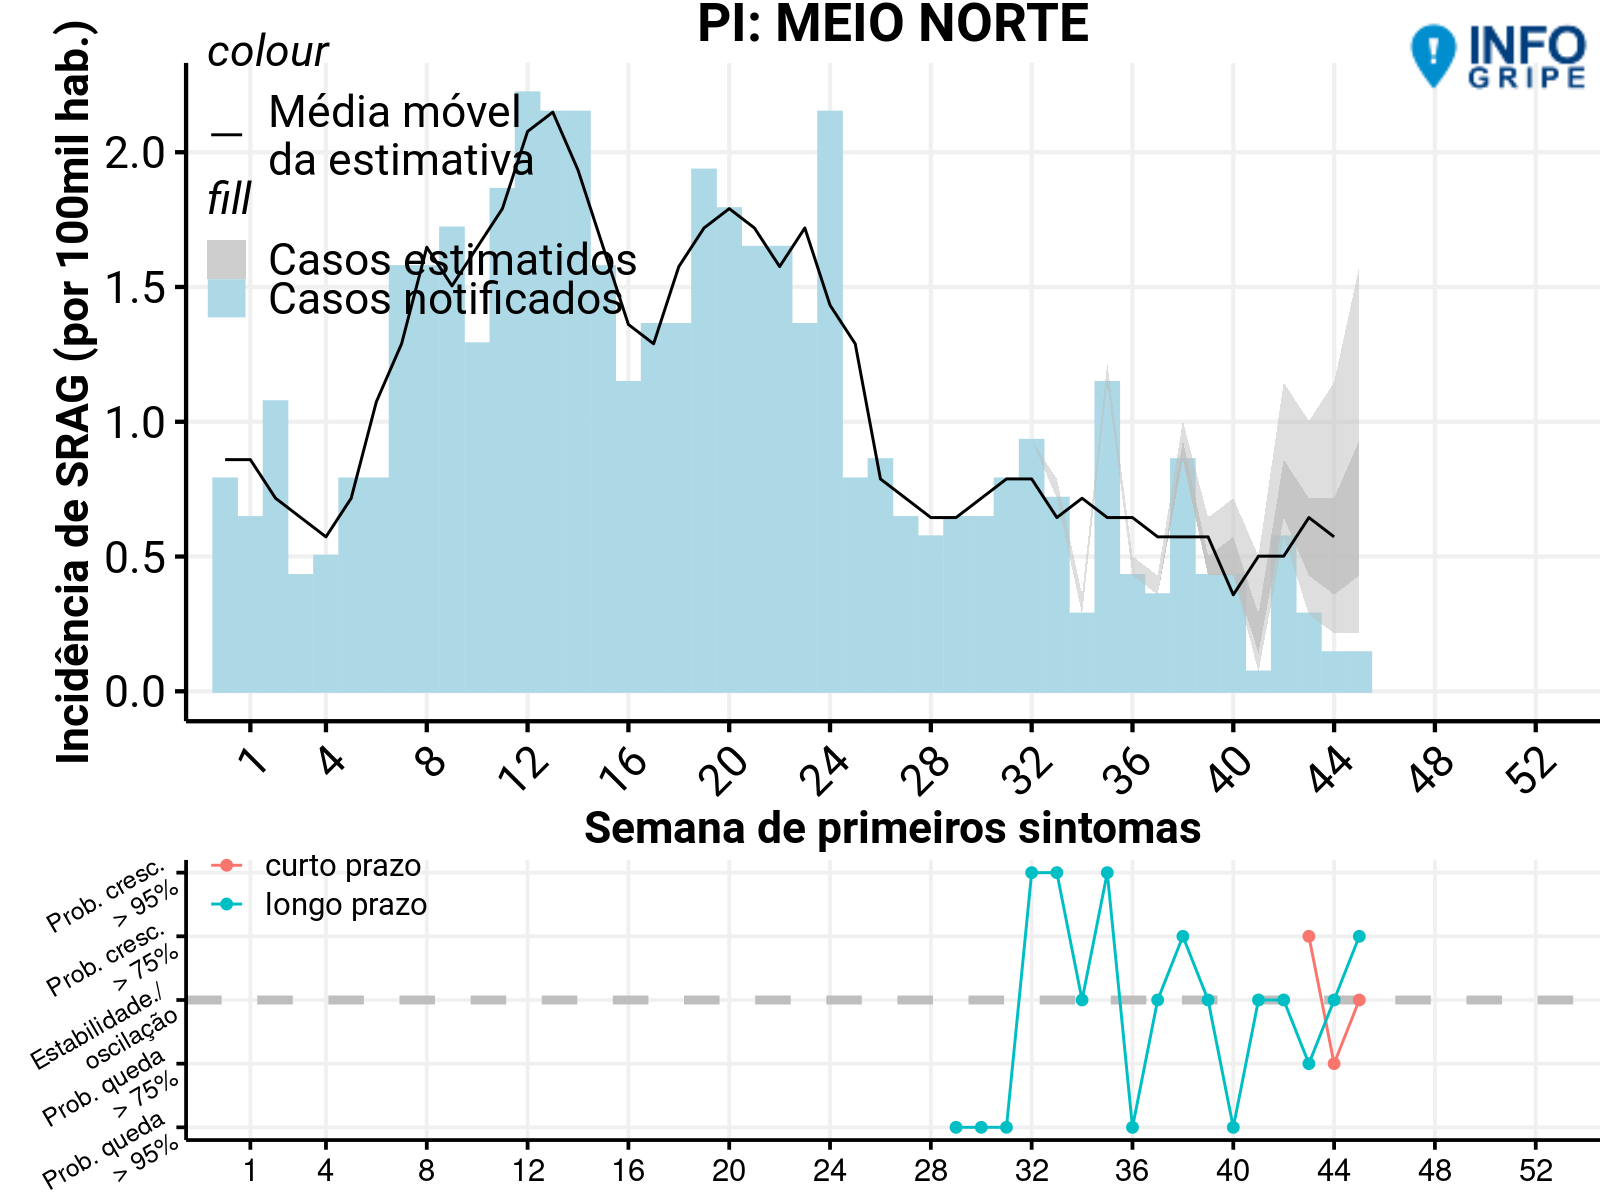 PI: MEIO NORTE
INFO
GRIPE
Incidência de SRAG (por 100mil hab.)
colour
Média móvel
da estimativa
fill
Casos estimatidos
Casos notificados
2.0
1.5
1.0
0.5
0.0
1 4 8 12 16 20 24 28 32 36 40 44 48 52
Semana de primeiros sintomas
curto prazo
longo prazo
Prob. cresc.
> 95%
Prob. cresc.
> 75%
Estabilidade./
oscilação
Prob. queda
> 75%
Prob. queda
> 95%
1 4 8 12 16 20 24 28 32 36 40 44 48 52